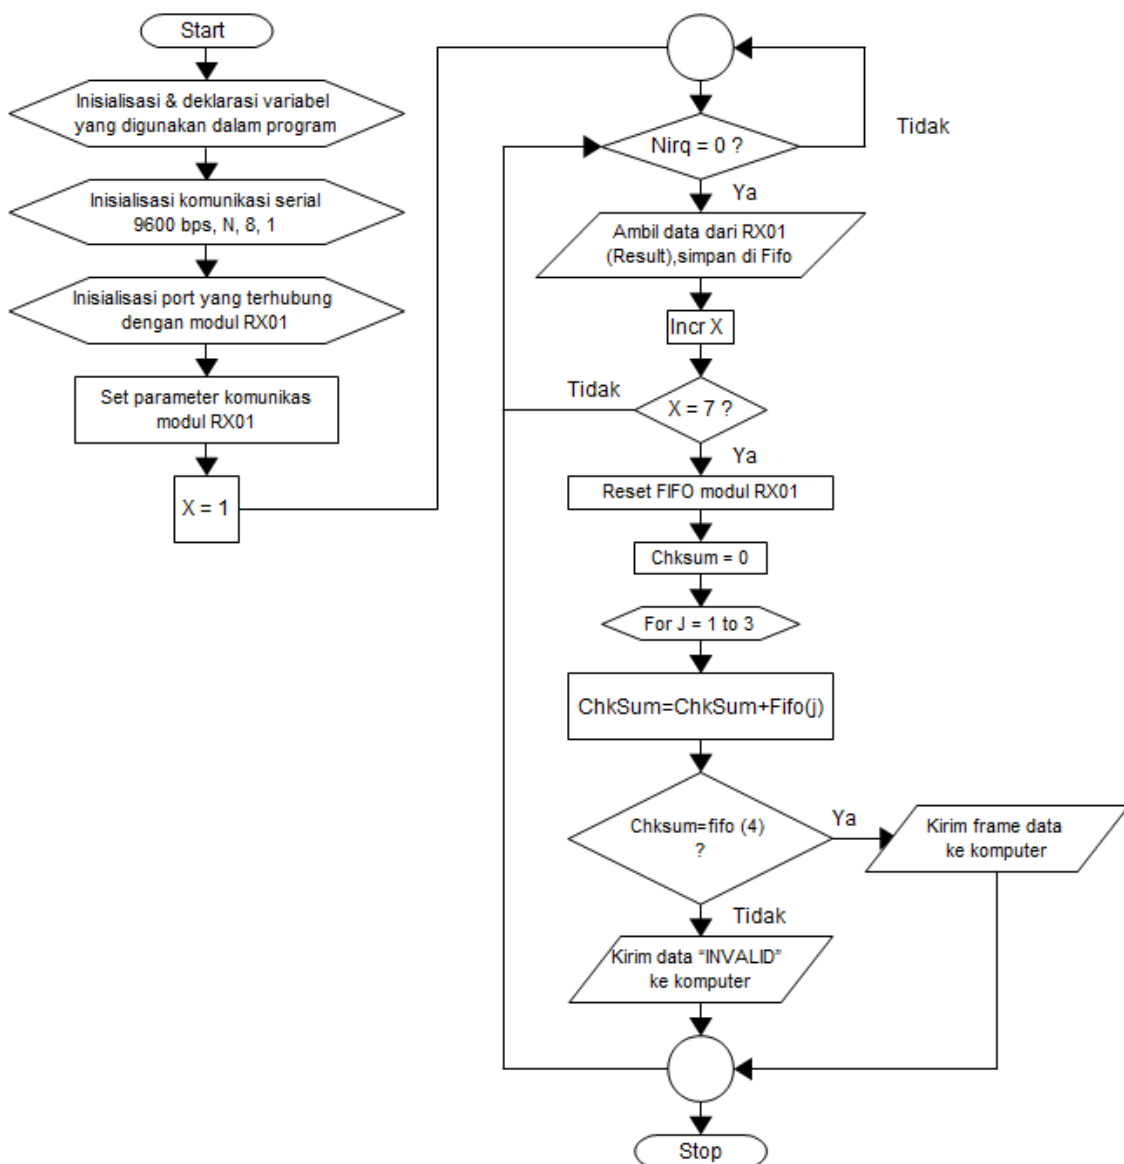 Start
Inisialisasi & deklarasi variabel
yang digunakan dalam program
Inisialisasi komunikasi serial
9600 bps, N, 8, 1
Inisialisasi port yang terhubung
dengan modul RX01
Set parameter komunikas
modul RX01
X = 1
Nirq = 0 ?
Tidak
Ya
Ambil data dari RX01
(Result),simpan di Fifo
Incr X
Tidak
X = 7 ?
Ya
Reset FIFO modul RX01
Chksum = 0
For J = 1 to 3
ChkSum=ChkSum+Fifo(j)
Chksum=fifo (4)
?
Ya
Kirim frame data
ke komputer
Tidak
Kirim data “INVALID”
ke komputer
Stop